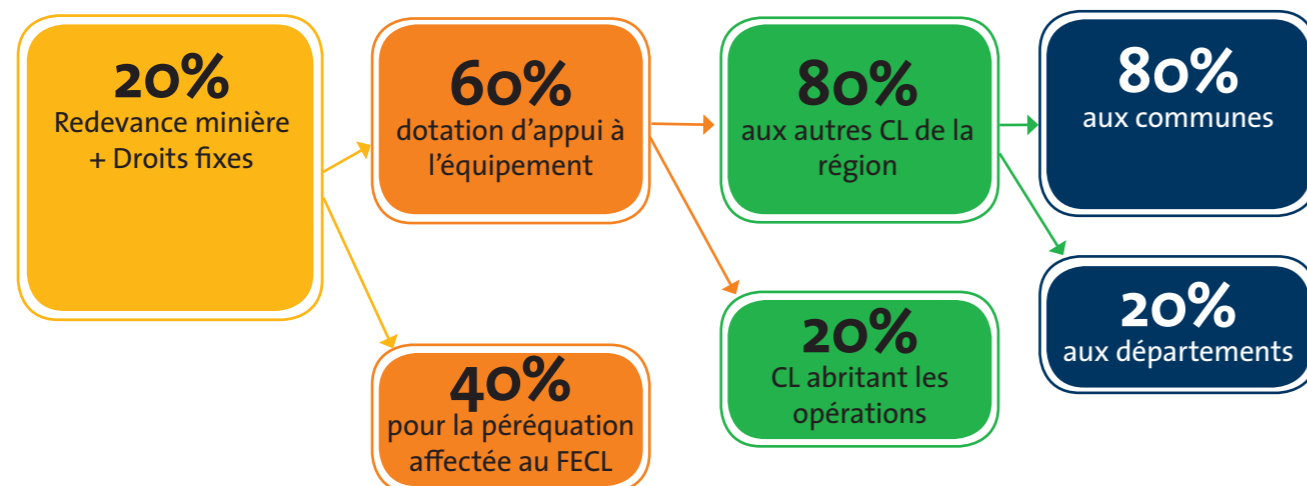 20%
Redevance minière
+ Droits fixes
60%
dotation d’appui à
l’équipement
40%
pour la péréquation
affectée au FECL
80%
aux autres CL de la
région
20%
CL abritant les
opérations
80%
aux communes
20%
aux départements